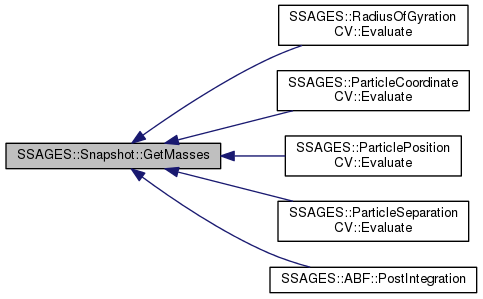 SSAGES::RadiusOfGyration
CV::Evaluate
SSAGES::ParticleCoordinate
CV::Evaluate
SSAGES::Snapshot::GetMasses
SSAGES::ParticlePosition
CV::Evaluate
SSAGES::ParticleSeparation
CV::Evaluate
SSAGES::ABF::PostIntegration